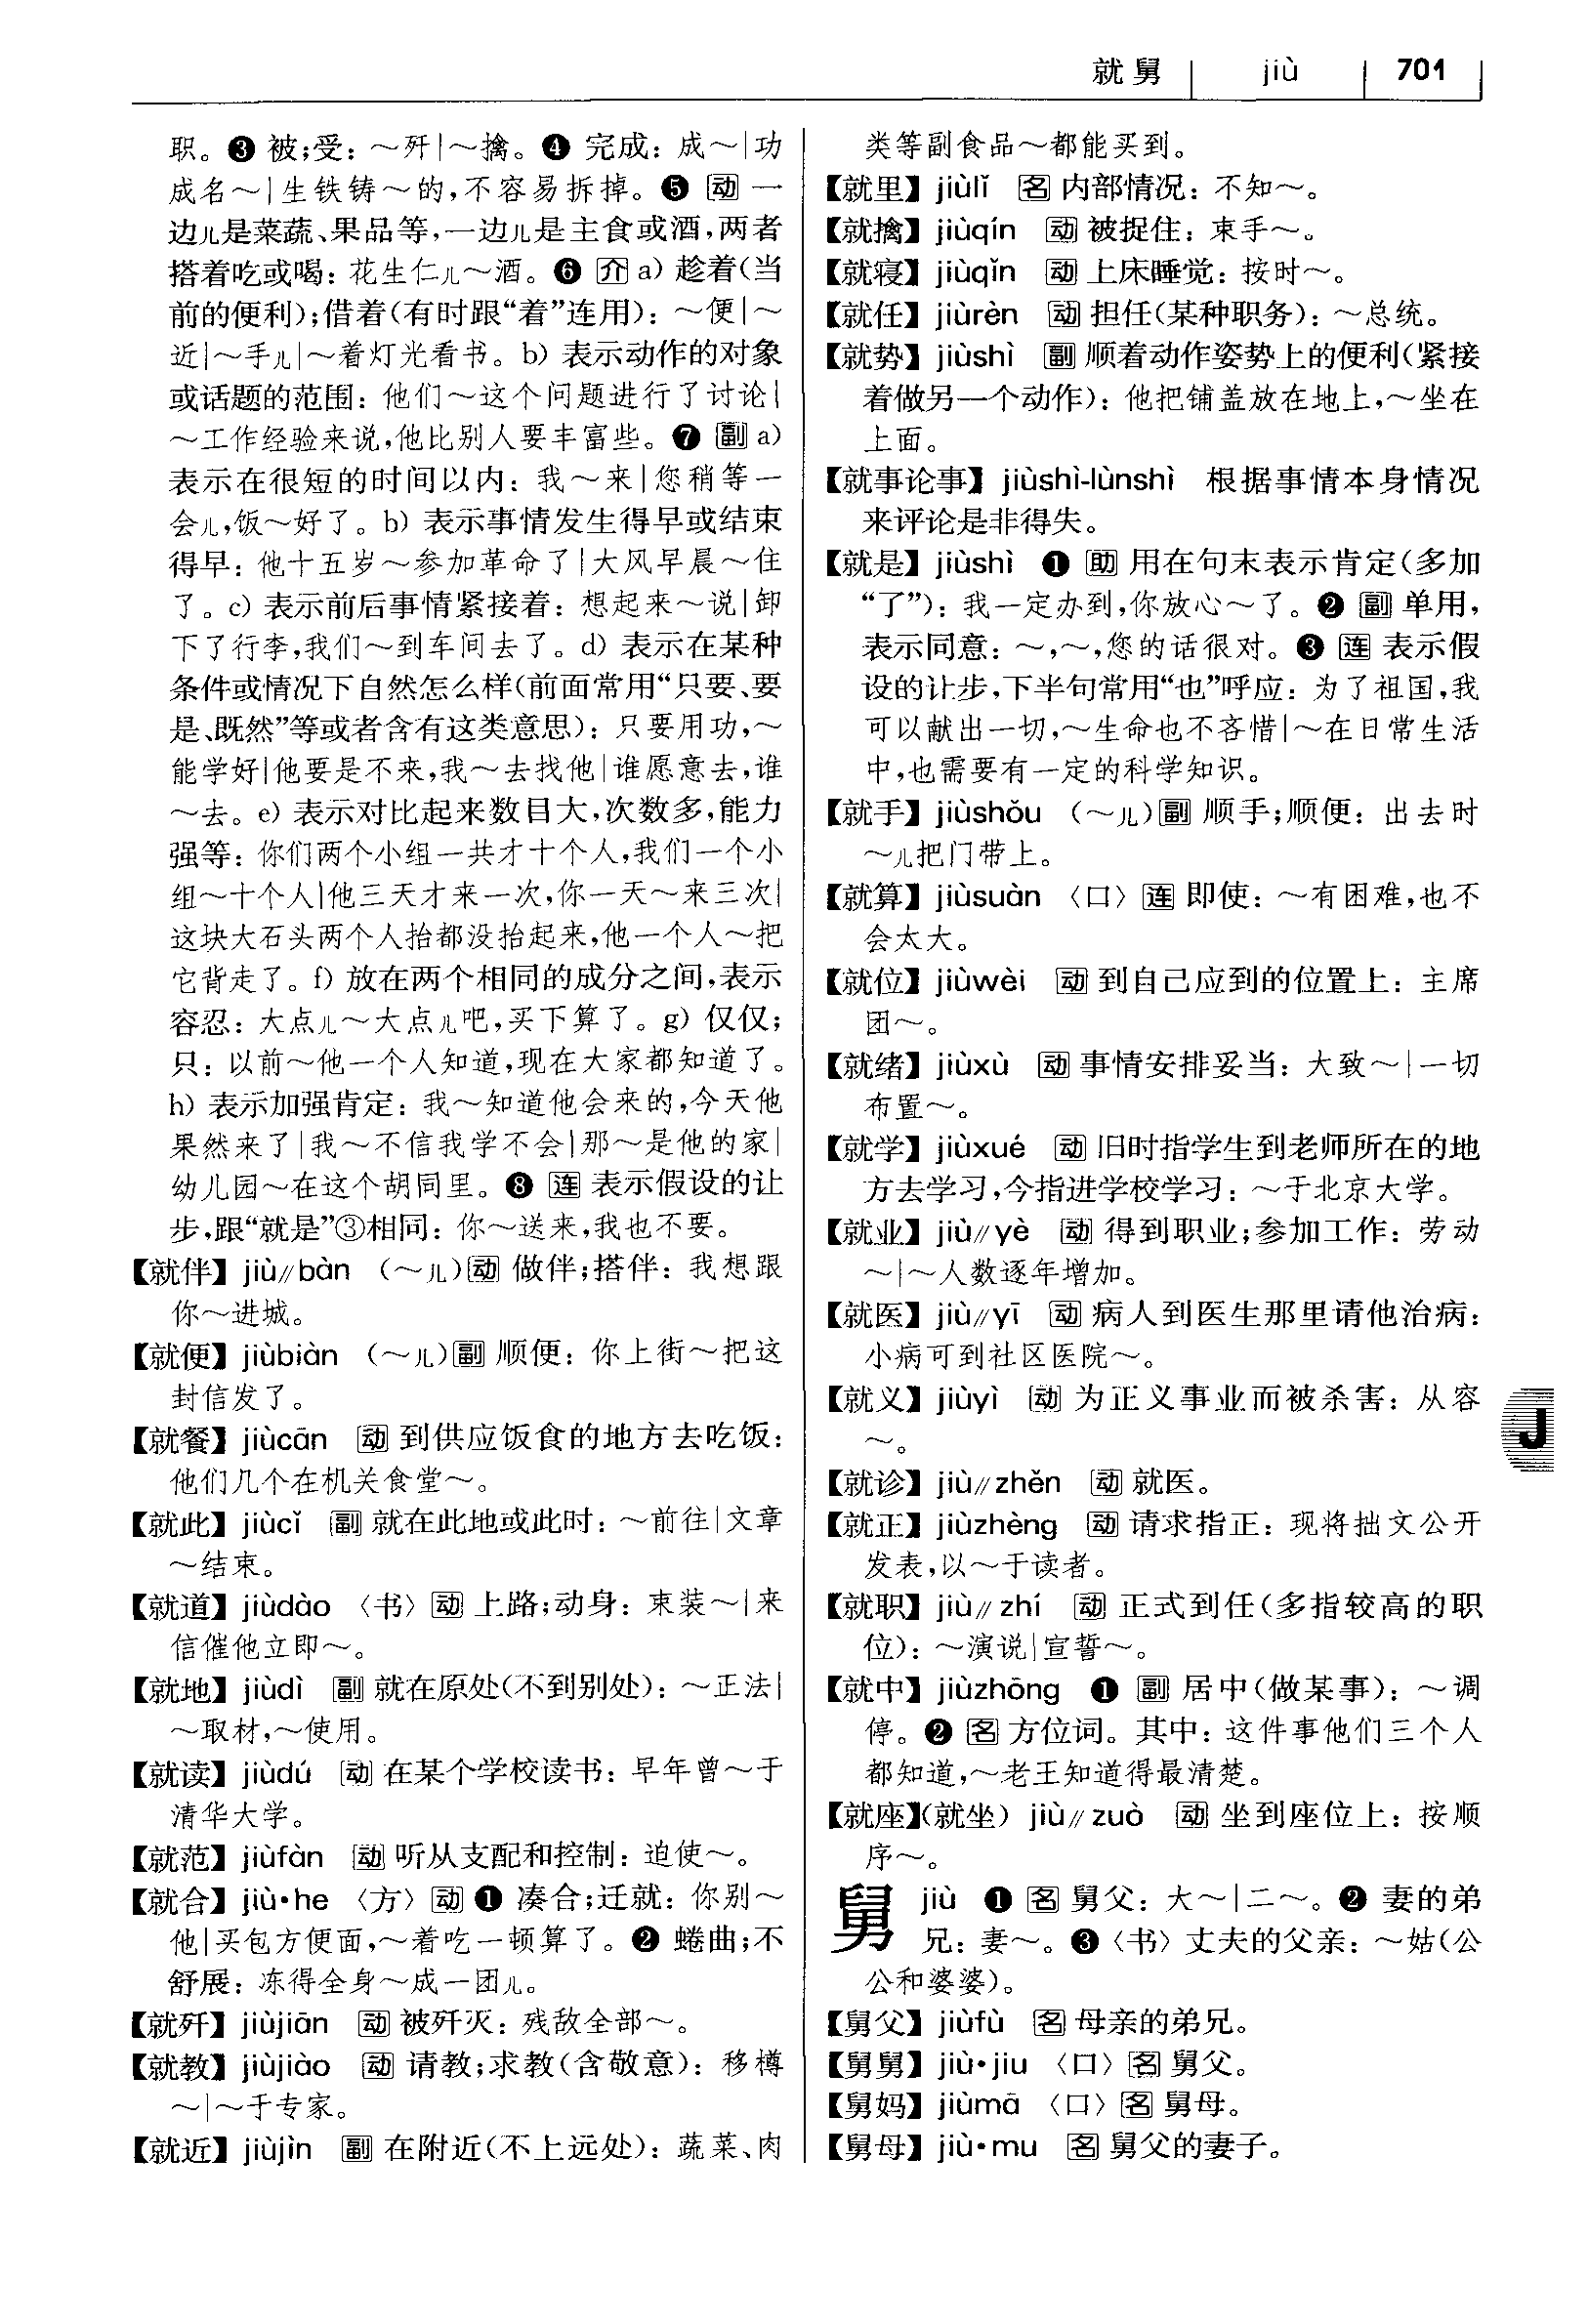 就舅 jiù 701
职。❸ 被;受：～歼|～擒。❹ 完成：成～|功
成名～|生铁铸～的,不容易拆掉。❺ 动 一
边儿是菜蔬、果品等,一边儿是主食或酒,两者
搭着吃或喝：花生仁儿～酒。❻ 介 a) 趁着(当
前的便利);借着(有时跟“着”连用)：～便|～
近|～手儿|～着灯光看书。b) 表示动作的对象
或话题的范围：他们～这个问题进行了讨论|
～工作经验来说,他比别人要丰富些。❼ 副 a)
表示在很短的时间以内：我～来|您稍等一
会儿,饭～好了。b) 表示事情发生得早或结束
得早：他十五岁～参加革命了|大风早晨～住
了。c) 表示前后事情紧接着：想起来～说|卸
下了行李,我们～到车间去了。d) 表示在某种
条件或情况下自然怎么样(前面常用“只要、要
是、既然”等或者含有这类意思)：只要用功,～
能学好|他要是不来,我～去找他|谁愿意去,谁
～去。e) 表示对比起来数目大,次数多,能力
强等：你们两个小组一共才十个人,我们一个小
组～十个人|他三天才来一次,你一天～来三次|
这块大石头两个人抬都没抬起来,他一个人～把
它背走了。f) 放在两个相同的成分之间,表示
容忍：大点儿～大点儿吧,买下算了。g) 仅仅;
只：以前～他一个人知道,现在大家都知道了。
h) 表示加强肯定：我～知道他会来的,今天他
果然来了|我～不信我学不会|那～是他的家|
幼儿园～在这个胡同里。❽ 连 表示假设的让
步,跟“就是”③相同：你～送来,我也不要。
【就伴】jiù∥bàn （～儿）动 做伴;搭伴：我想跟
你～进城。
【就便】jiùbiàn （～儿）副 顺便：你上街～把这
封信发了。
【就餐】jiùcān 动 到供应饭食的地方去吃饭：
他们几个在机关食堂～。
【就此】jiùcǐ 副 就在此地或此时：～前往|文章
～结束。
【就道】jiùdào 〈书〉动 上路;动身：束装～|来
信催他立即～。
【就地】jiùdì 副 就在原处(不到别处)：～正法|
～取材,～使用。
【就读】jiùdú 动 在某个学校读书：早年曾～于
清华大学。
【就范】jiùfàn 动 听从支配和控制：迫使～。
【就合】jiù·he 〈方〉动 ❶ 凑合;迁就：你别～
他|买包方便面,～着吃一顿算了。❷ 蜷曲;不
舒展：冻得全身～成一团儿。
【就歼】jiùjiān 动 被歼灭：残敌全部～。
【就教】jiùjiào 动 请教;求教(含敬意)：移樽
～|～于专家。
【就近】jiùjìn 副 在附近(不上远处)：蔬菜、肉
类等副食品～都能买到。
【就里】jiùlǐ 名 内部情况：不知～。
【就擒】jiùqín 动 被捉住：束手～。
【就寝】jiùqǐn 动 上床睡觉：按时～。
【就任】jiùrèn 动 担任(某种职务)：～总统。
【就势】jiùshì 副 顺着动作姿势上的便利(紧接
着做另一个动作)：他把铺盖放在地上,～坐在
上面。
【就事论事】jiùshì-lùnshì 根据事情本身情况
来评论是非得失。
【就是】jiùshì ❶ 助 用在句末表示肯定(多加
“了”)：我一定办到,你放心～了。❷ 副 单用,
表示同意：～,～,您的话很对。❸ 连 表示假
设的让步,下半句常用“也”呼应：为了祖国,我
可以献出一切,～生命也不吝惜|～在日常生活
中,也需要有一定的科学知识。
【就手】jiùshǒu （～儿）副 顺手;顺便：出去时
～儿把门带上。
【就算】jiùsuàn 〈口〉连 即使：～有困难,也不
会太大。
【就位】jiùwèi 动 到自己应到的位置上：主席
团～。
【就绪】jiùxù 动 事情安排妥当：大致～|一切
布置～。
【就学】jiùxué 动 旧时指学生到老师所在的地
方去学习,今指进学校学习：～于北京大学。
【就业】jiù∥yè 动 得到职业;参加工作：劳动
～|～人数逐年增加。
【就医】jiù∥yī 动 病人到医生那里请他治病：
小病可到社区医院～。
【就义】jiùyì 动 为正义事业而被杀害：从容
～。
【就诊】jiù∥zhěn 动 就医。
【就正】jiùzhèng 动 请求指正：现将拙文公开
发表,以～于读者。
【就职】jiù∥zhí 动 正式到任(多指较高的职
位)：～演说|宣誓～。
【就中】jiùzhōng ❶ 副 居中(做某事)：～调
停。❷ 名 方位词。其中：这件事他们三个人
都知道,～老王知道得最清楚。
【就座】(就坐) jiù∥zuò 动 坐到座位上：按顺
序～。
舅 jiù ❶ 名 舅父：大～|二～。❷ 妻的弟
兄：妻～。❸〈书〉丈夫的父亲：～姑(公
公和婆婆)。
【舅父】jiùfù 名 母亲的弟兄。
【舅舅】jiù·jiu 〈口〉名 舅父。
【舅妈】jiùmā 〈口〉名 舅母。
【舅母】jiù·mu 名 舅父的妻子。
J